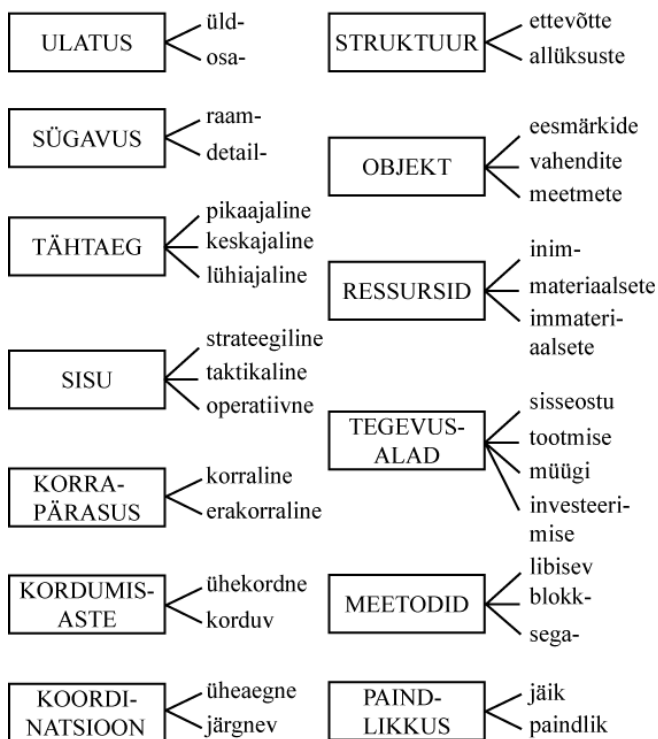 ULATUS
üld-
osa-
SÜGAVUS
raam-
detail-
TÄHTAEG
pikaajaline
keskajaline
lühiajaline
SISU
strateegiline
taktikaline
operatiivne
KORRA-
PÄRASUS
korraline
erakorraline
KORDUMIS-
ASTE
ühekordne
korduv
KOORDI-
NATSIOON
üheaegne
järgnev
STRUKTUUR
ettevõtte
allüksuste
OBJEKT
eesmärkide
vahendite
meetmete
RESSURSID
inim-
materiaalsete
immateri-
aalsete
TEGEVUS-
ALAD
sisseostu
tootmise
müügi
investeeri-
mise
MEETODID
libisev
blokk-
sega-
PAIND-
LIKKUS
jäik
paindlik